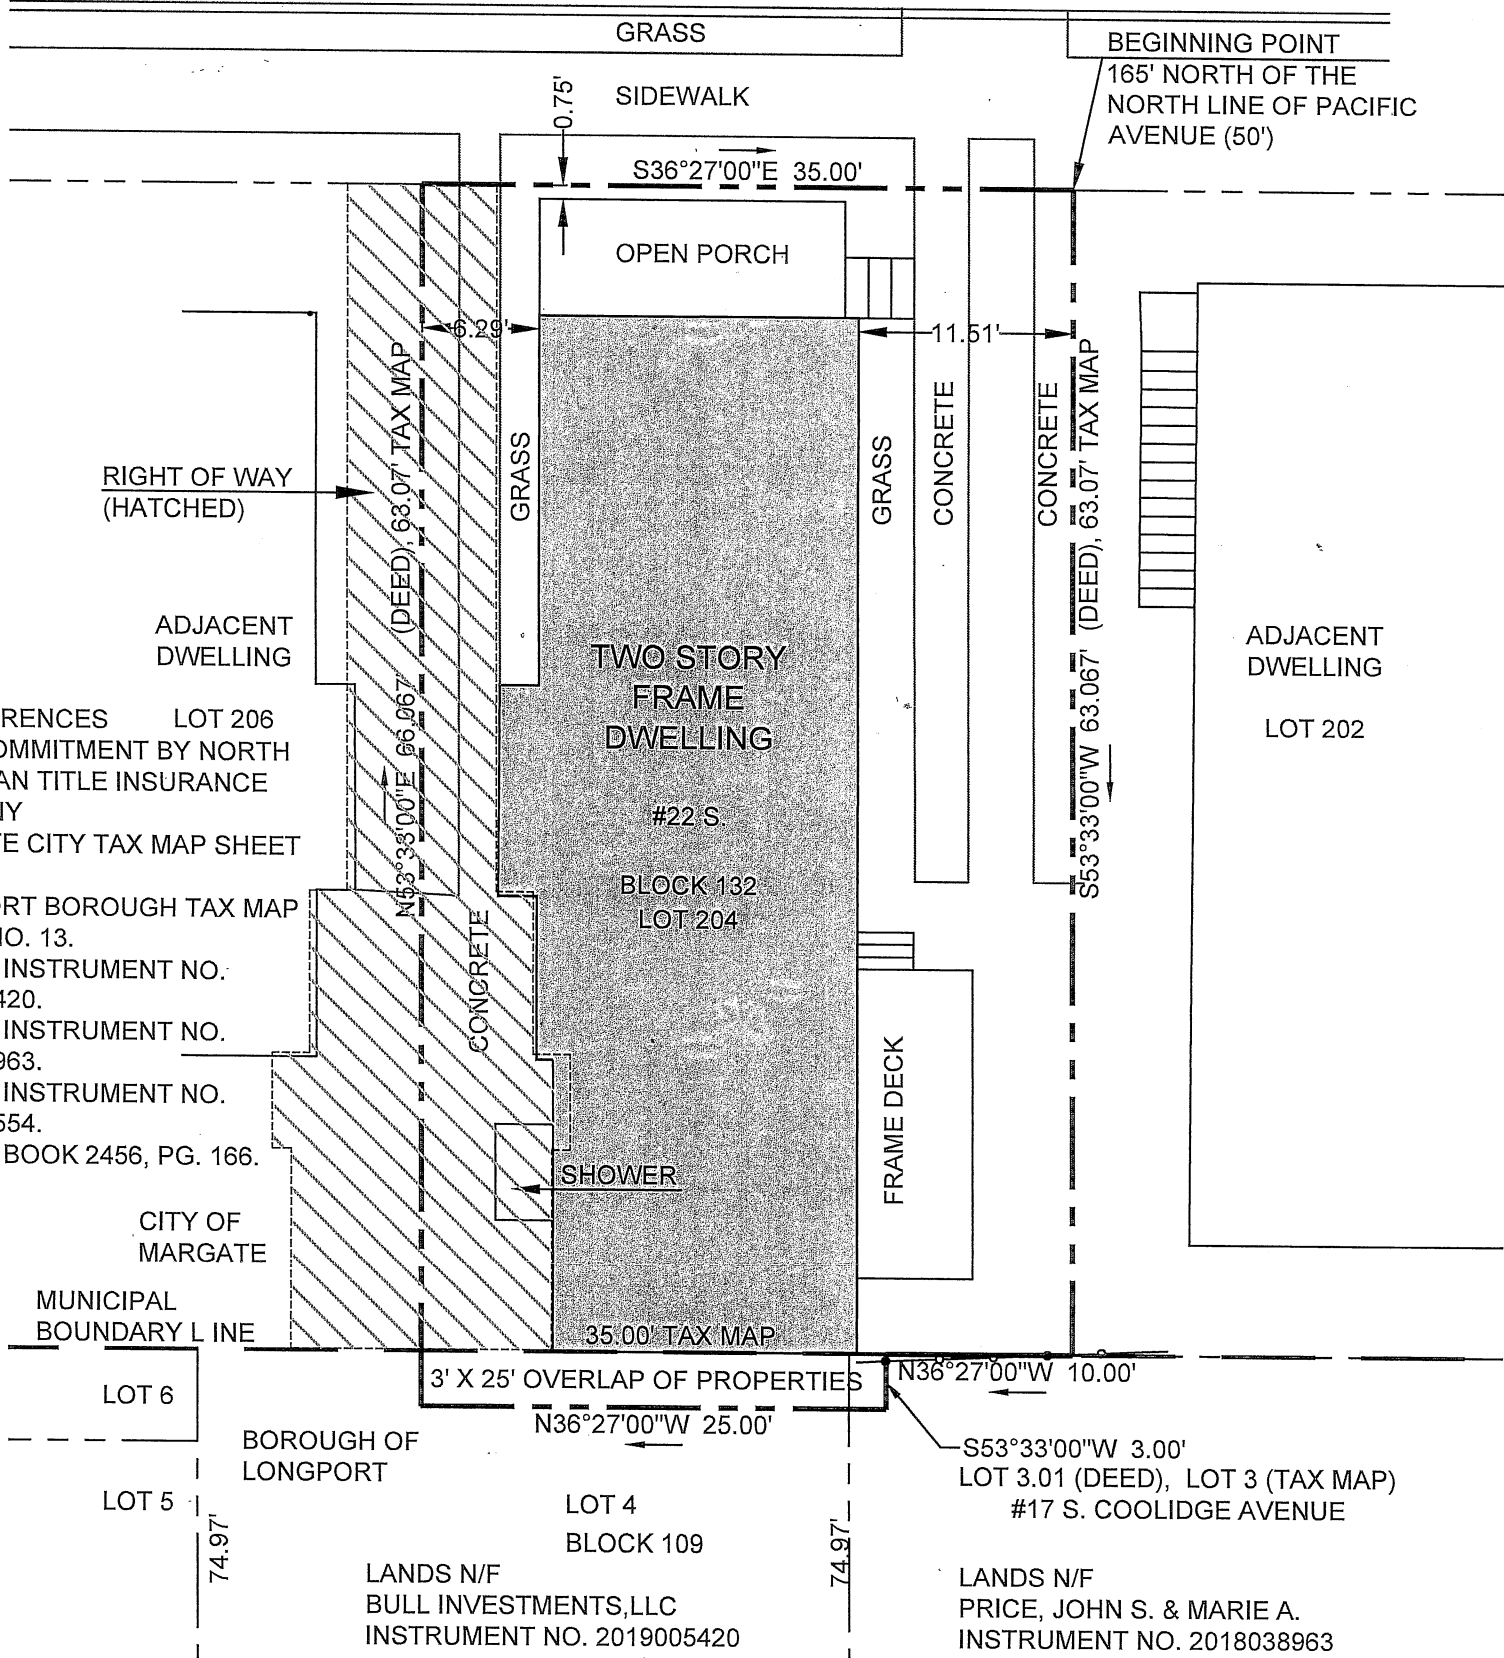 GRASS
SIDEWALK
0.75'
BEGINNING POINT
165' NORTH OF THE
NORTH LINE OF PACIFIC
AVENUE (50')
S36°27'00"E 35.00'
OPEN PORCH
6.29'
11.51'
N53°33'00"E 66.067' (DEED), 63.07' TAX MAP
GRASS
GRASS
CONCRETE
CONCRETE
S53°33'00"W 63.067' (DEED), 63.07' TAX MAP
RIGHT OF WAY
(HATCHED)
ADJACENT
DWELLING
TWO STORY
FRAME
DWELLING
#22 S.
BLOCK 132
LOT 204
ADJACENT
DWELLING
LOT 202
RENCES LOT 206
OMMITMENT BY NORTH
AN TITLE INSURANCE
NY
TE CITY TAX MAP SHEET
ORT BOROUGH TAX MAP
NO. 13.
INSTRUMENT NO.
420.
INSTRUMENT NO.
963.
INSTRUMENT NO.
554.
BOOK 2456, PG. 166.
CONCRETE
FRAME DECK
SHOWER
CITY OF
MARGATE
MUNICIPAL
BOUNDARY LINE
35.00' TAX MAP
3' X 25' OVERLAP OF PROPERTIES
N36°27'00"W 10.00'
N36°27'00"W 25.00'
LOT 6
BOROUGH OF
LONGPORT
LOT 5
74.97'
LOT 4
BLOCK 109
74.97'
S53°33'00"W 3.00'
LOT 3.01 (DEED), LOT 3 (TAX MAP)
#17 S. COOLIDGE AVENUE
LANDS N/F
BULL INVESTMENTS,LLC
INSTRUMENT NO. 2019005420
LANDS N/F
PRICE, JOHN S. & MARIE A.
INSTRUMENT NO. 2018038963